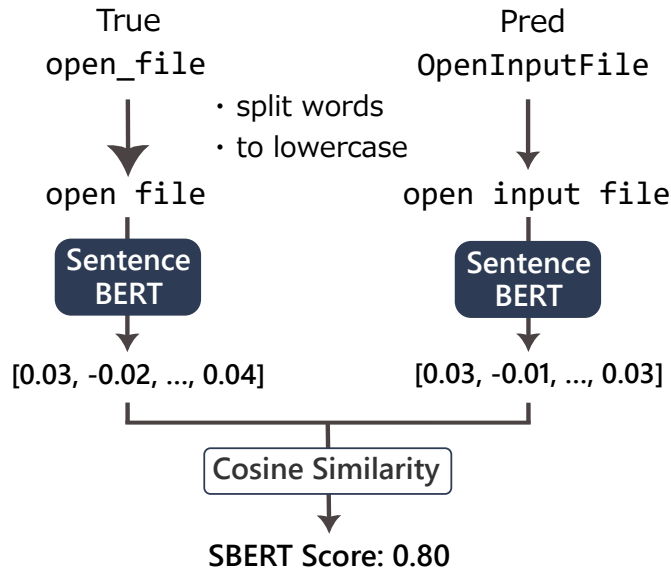 True
Pred
open_file
OpenInputFile
・split words
・to lowercase
open file
open input file
Sentence
BERT
Sentence
BERT
[0.03, -0.02, ..., 0.04]
[0.03, -0.01, ..., 0.03]
Cosine Similarity
SBERT Score: 0.80